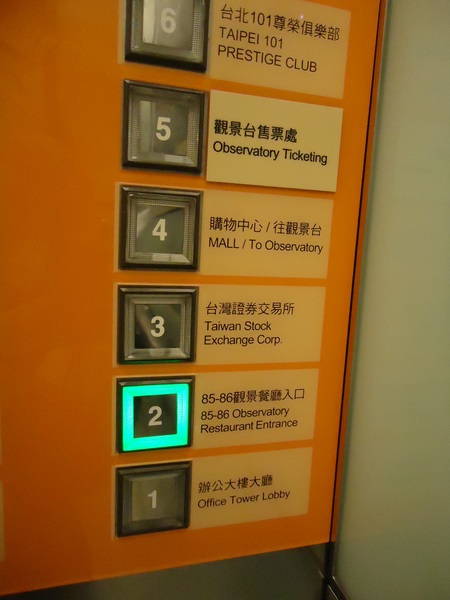 6
台北101尊榮俱樂部
TAIPEI 101
PRESTIGE CLUB
5
觀景台售票處
Observatory Ticketing
4
購物中心 / 往觀景台
MALL / To Observatory
3
台灣證券交易所
Taiwan Stock
Exchange Corp.
2
85-86觀景餐廳入口
85-86 Observatory
Restaurant Entrance
1
辦公大樓大廳
Office Tower Lobby